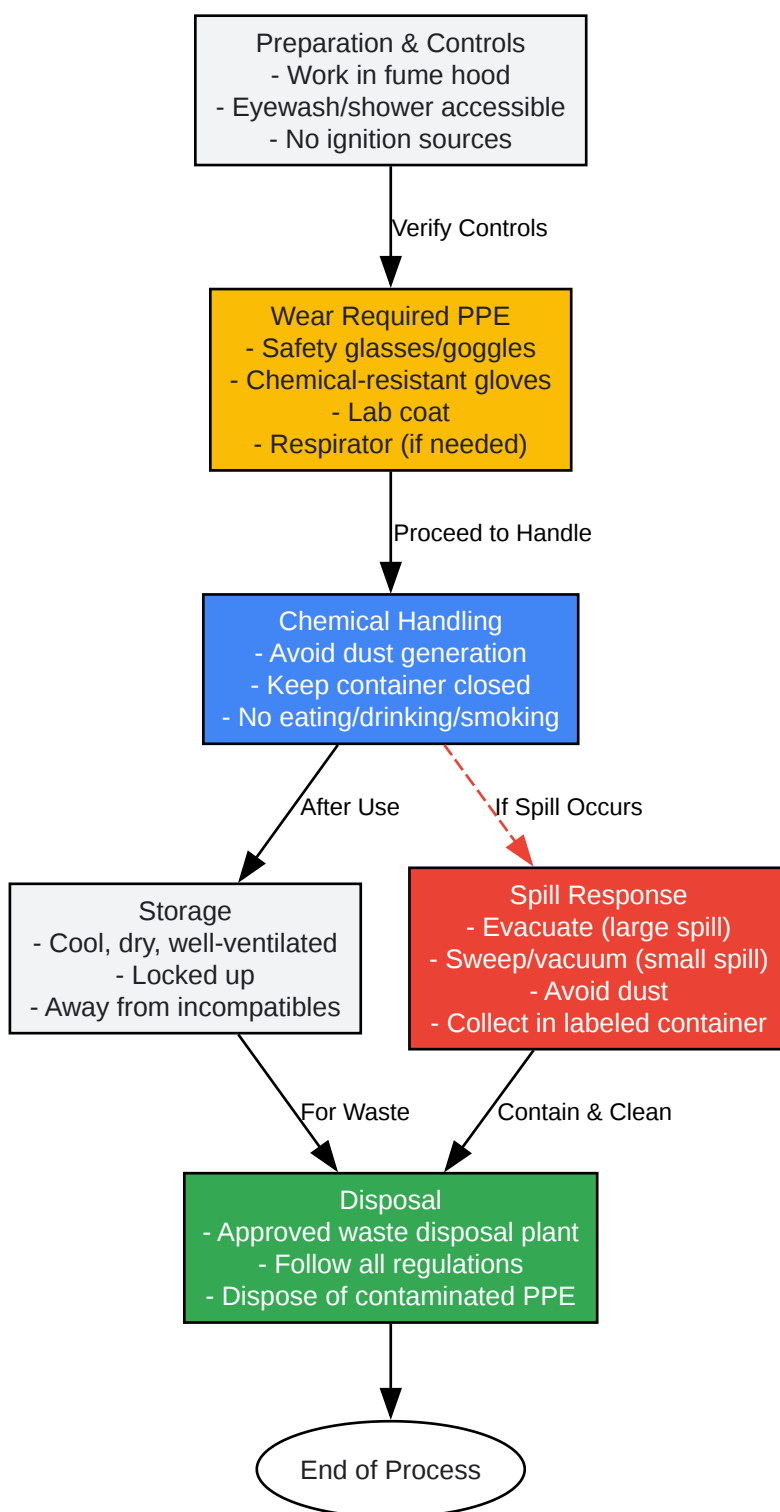 Preparation & Controls
- Work in fume hood
- Eyewash/shower accessible
- No ignition sources
Verify Controls
Wear Required PPE
- Safety glasses/goggles
- Chemical-resistant gloves
- Lab coat
- Respirator (if needed)
Proceed to Handle
Chemical Handling
- Avoid dust generation
- Keep container closed
- No eating/drinking/smoking
After Use
If Spill Occurs
Storage
- Cool, dry, well-ventilated
- Locked up
- Away from incompatibles
Spill Response
- Evacuate (large spill)
- Sweep/vacuum (small spill)
- Avoid dust
- Collect in labeled container
For Waste
Contain & Clean
Disposal
- Approved waste disposal plant
- Follow all regulations
- Dispose of contaminated PPE
End of Process